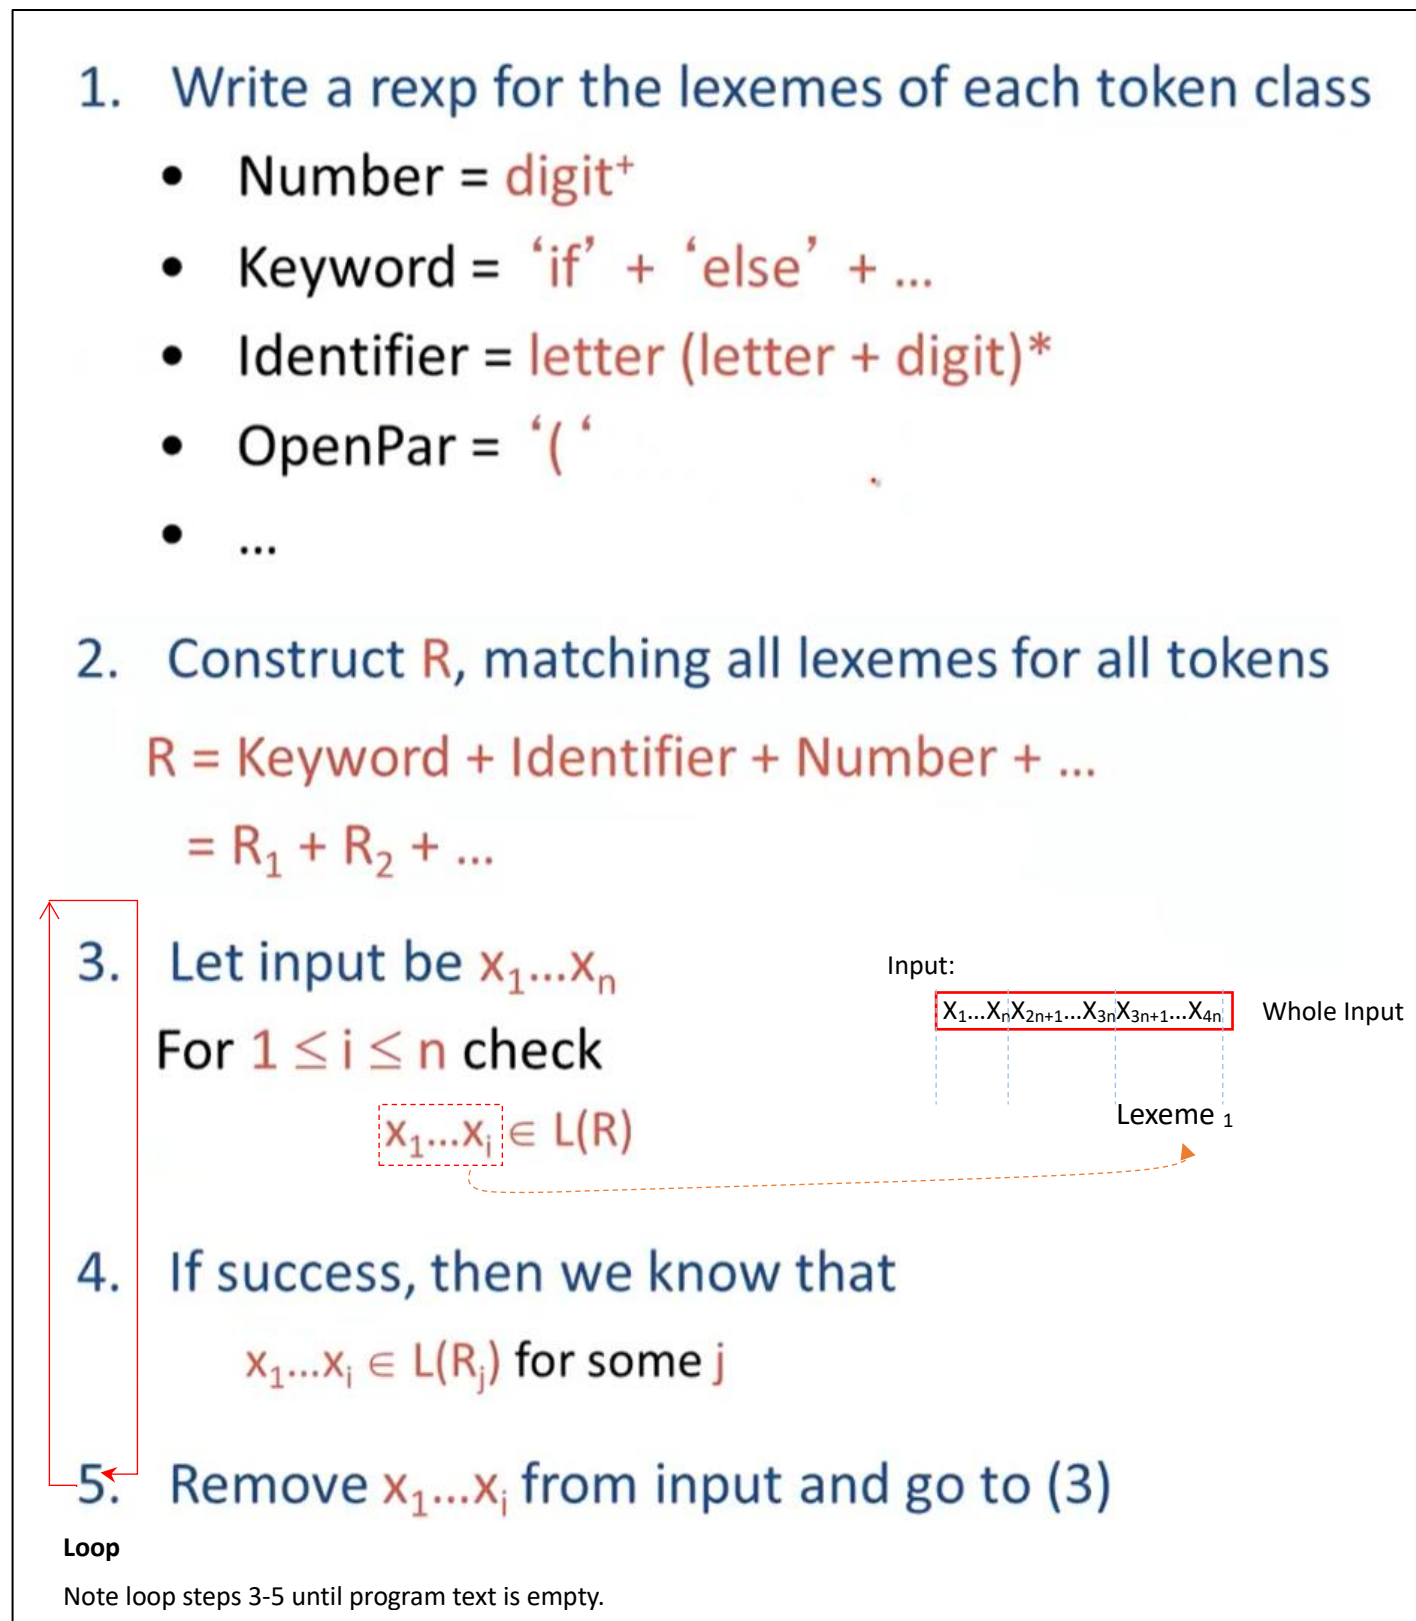 1. Write a rexp for the lexemes of each token class
• Number = digit⁺
• Keyword = ‘if’ + ‘else’ + ...
• Identifier = letter (letter + digit)*
• OpenPar = ‘( ‘
• ...
2. Construct R, matching all lexemes for all tokens
R = Keyword + Identifier + Number + ...
= R₁ + R₂ + ...
3. Let input be x₁...xₙ
Input:
X₁...XₙX₂ₙ₊₁...X₃ₙX₃ₙ₊₁...X₄ₙ Whole Input
For 1 ≤ i ≤ n check
Lexeme ₁
x₁...xᵢ ∈ L(R)
4. If success, then we know that
x₁...xᵢ ∈ L(Rⱼ) for some j
5. Remove x₁...xᵢ from input and go to (3)
Loop
Note loop steps 3-5 until program text is empty.